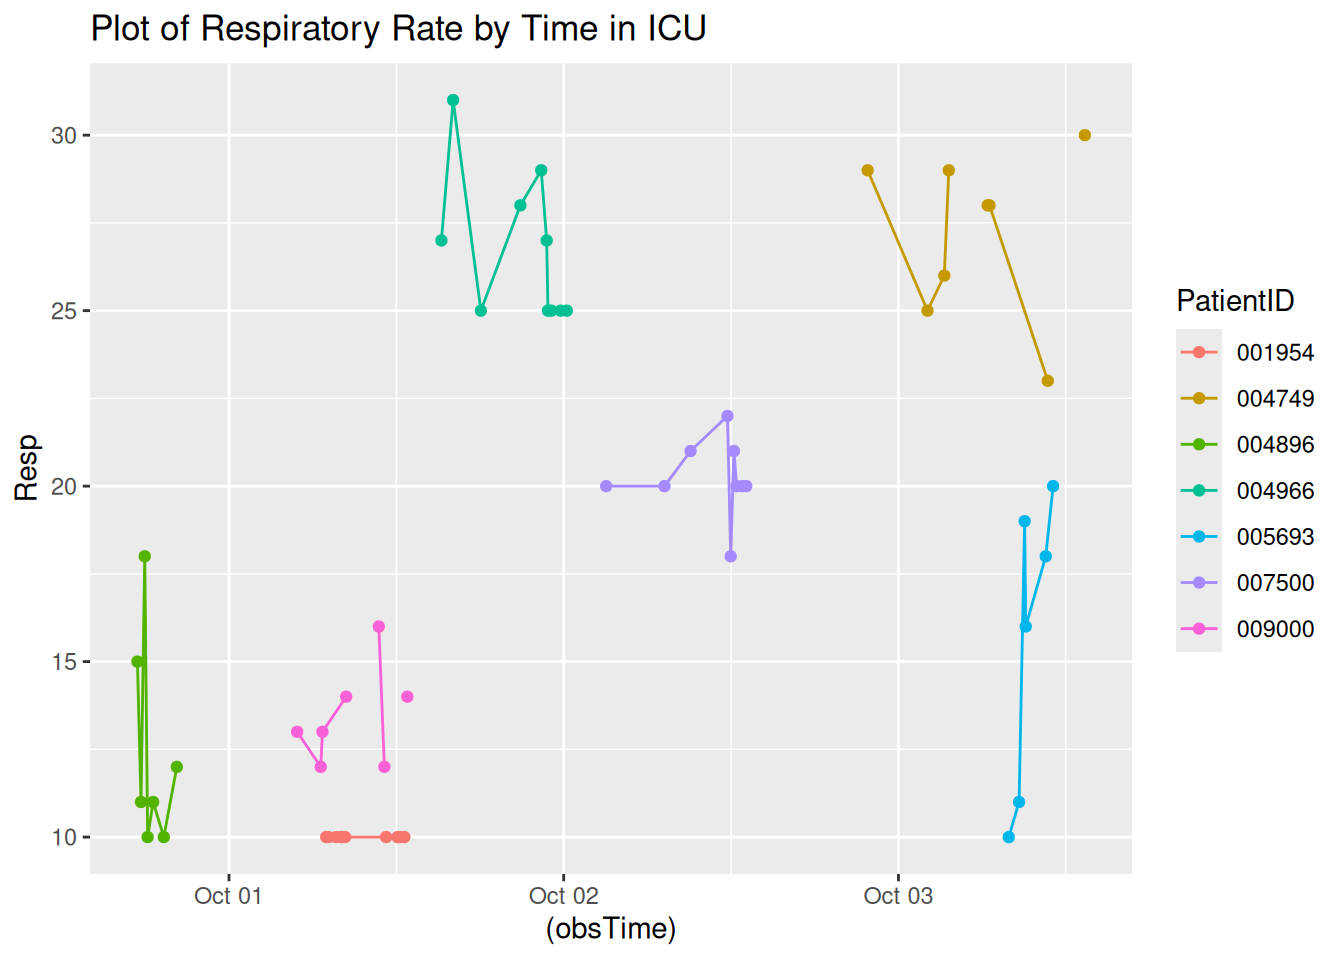 Plot of Respiratory Rate by Time in ICU
30
25
20
15
10
Resp
Oct 01
Oct 02
Oct 03
(obsTime)
PatientID
001954
004749
004896
004966
005693
007500
009000